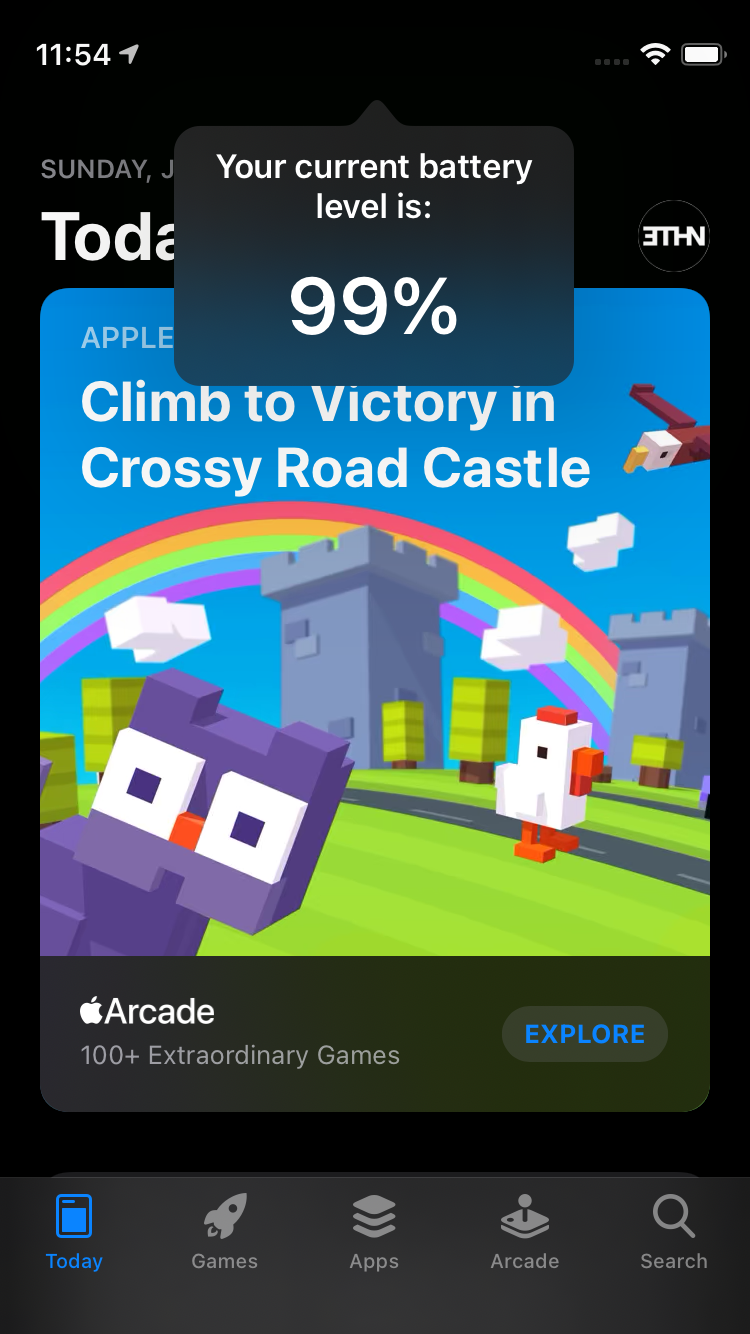 11:54
SUNDAY, J
Your current battery
level is:
Toda
99%
APPLE
Climb to Victory in
Crossy Road Castle
Arcade
100+ Extraordinary Games
EXPLORE
Today
Games
Apps
Arcade
Search